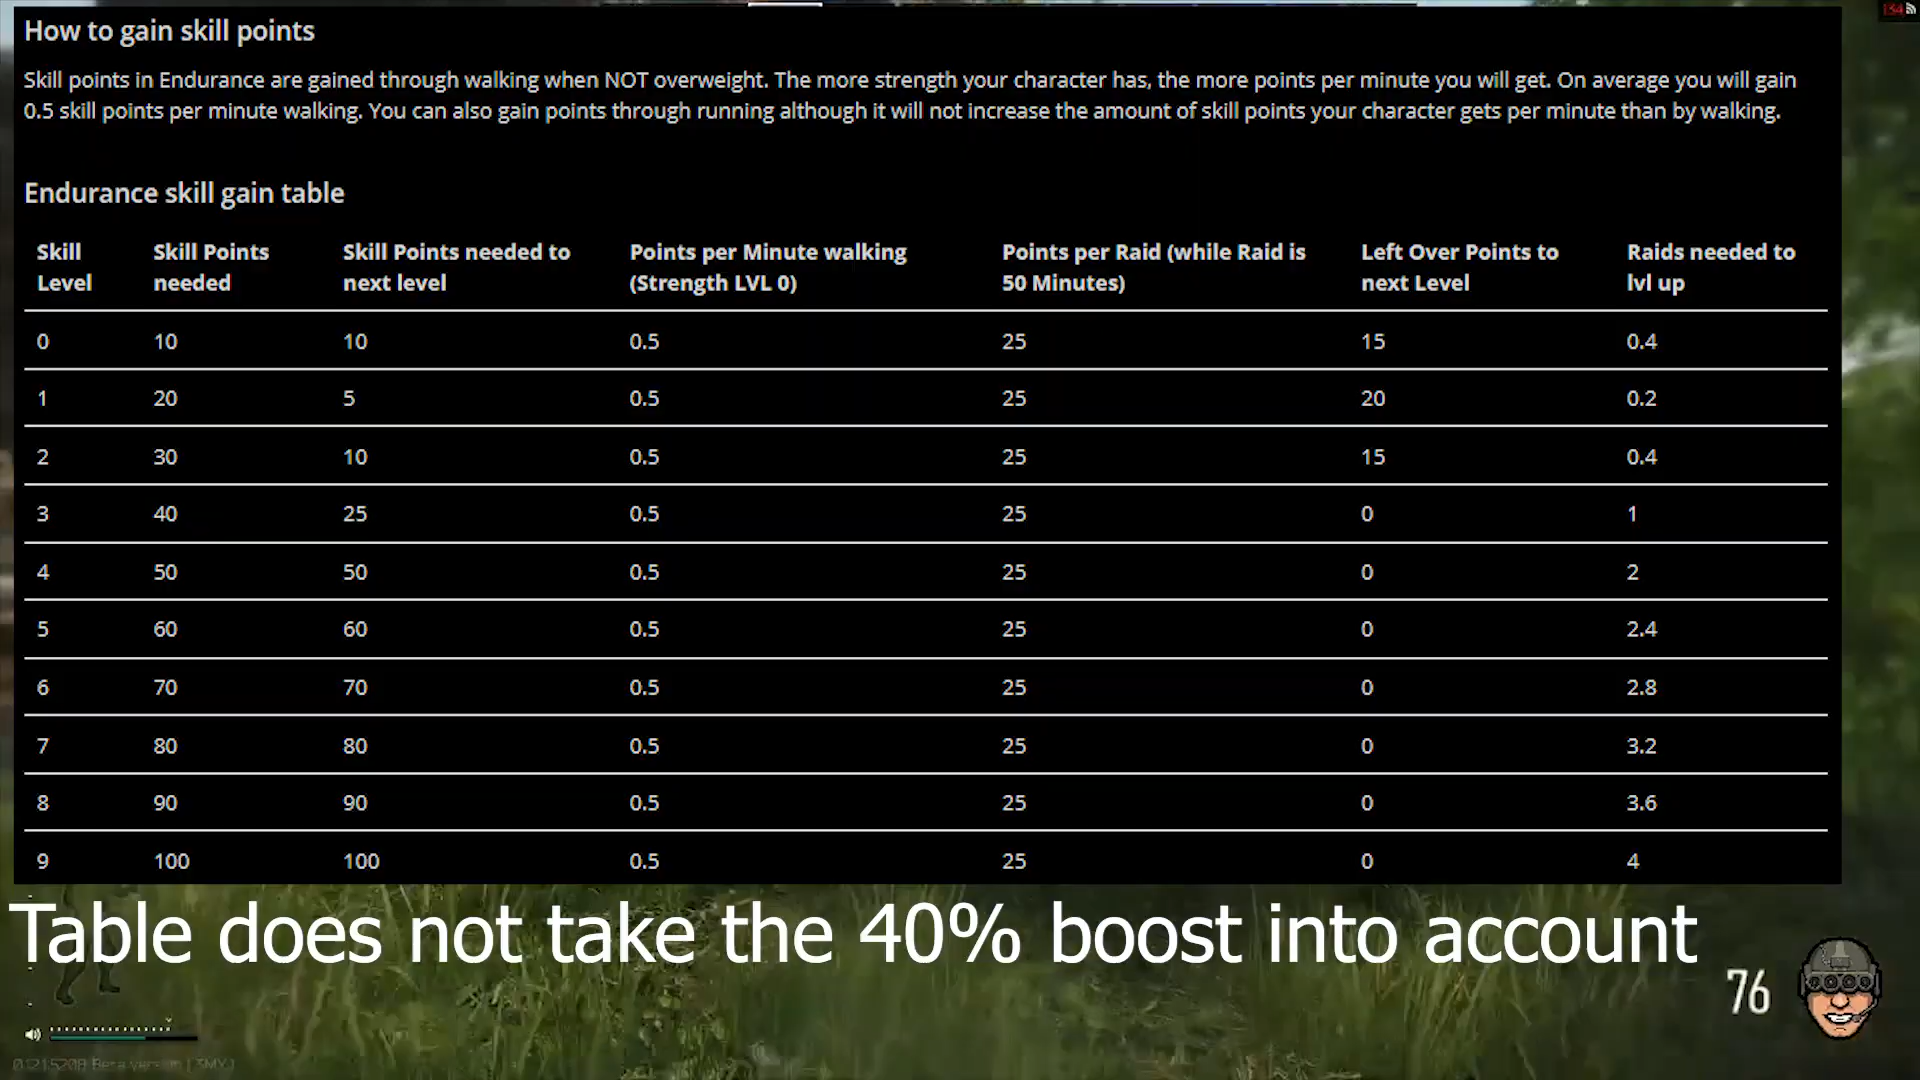 How to gain skill points
Skill points in Endurance are gained through walking when NOT overweight. The more strength your character has, the more points per minute you will get. On average you will gain
0.5 skill points per minute walking. You can also gain points through running although it will not increase the amount of skill points your character gets per minute than by walking.
Endurance skill gain table
Skill Level | Skill Points needed | Skill Points needed to next level | Points per Minute walking (Strength LVL 0) | Points per Raid (while Raid is 50 Minutes) | Left Over Points to next Level | Raids needed to lvl up
0 10 10 0.5 25 15 0.4
1 20 5 0.5 25 20 0.2
2 30 10 0.5 25 15 0.4
3 40 25 0.5 25 0 1
4 50 50 0.5 25 0 2
5 60 60 0.5 25 0 2.4
6 70 70 0.5 25 0 2.8
7 80 80 0.5 25 0 3.2
8 90 90 0.5 25 0 3.6
9 100 100 0.5 25 0 4
Table does not take the 40% boost into account
76
Beta version